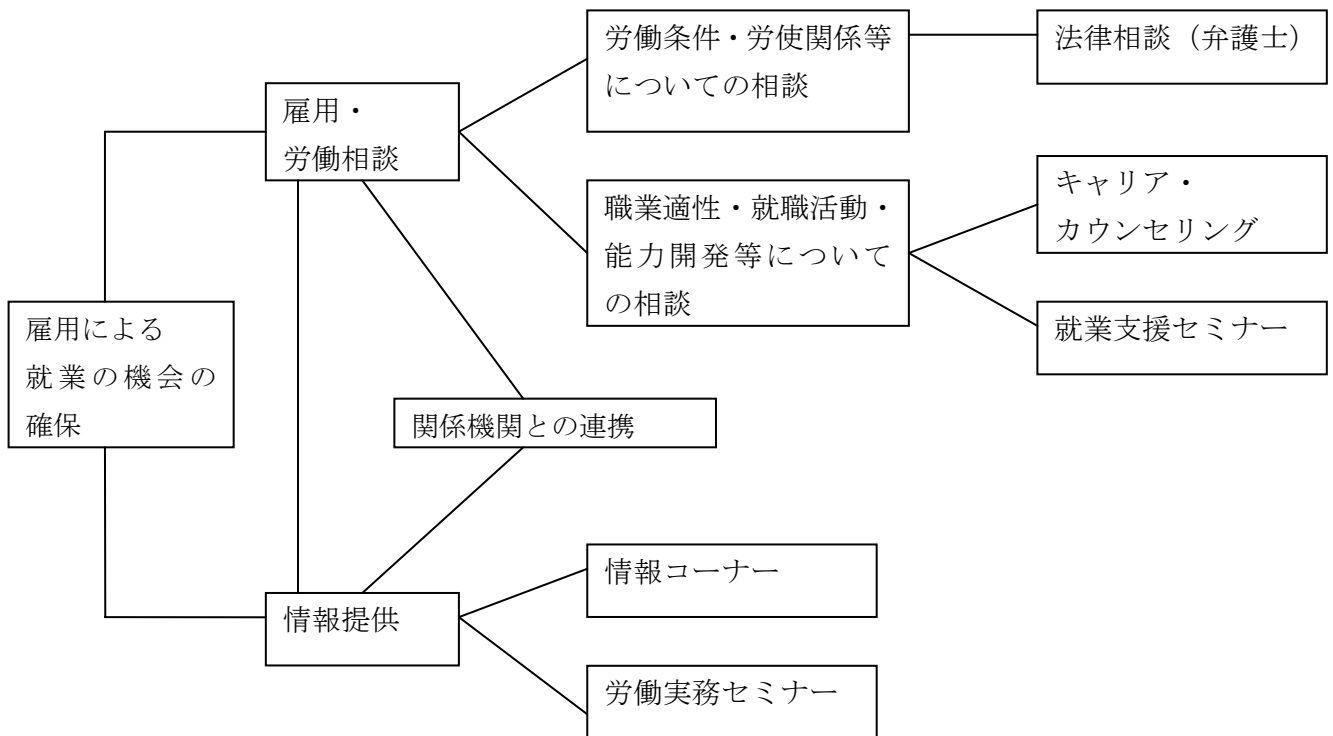 労働条件・労使関係等
についての相談
法律相談（弁護士）
雇用・
労働相談
職業適性・就職活動・
能力開発等について
の相談
キャリア・
カウンセリング
就業支援セミナー
雇用による
就業の機会の
確保
関係機関との連携
情報コーナー
情報提供
労働実務セミナー